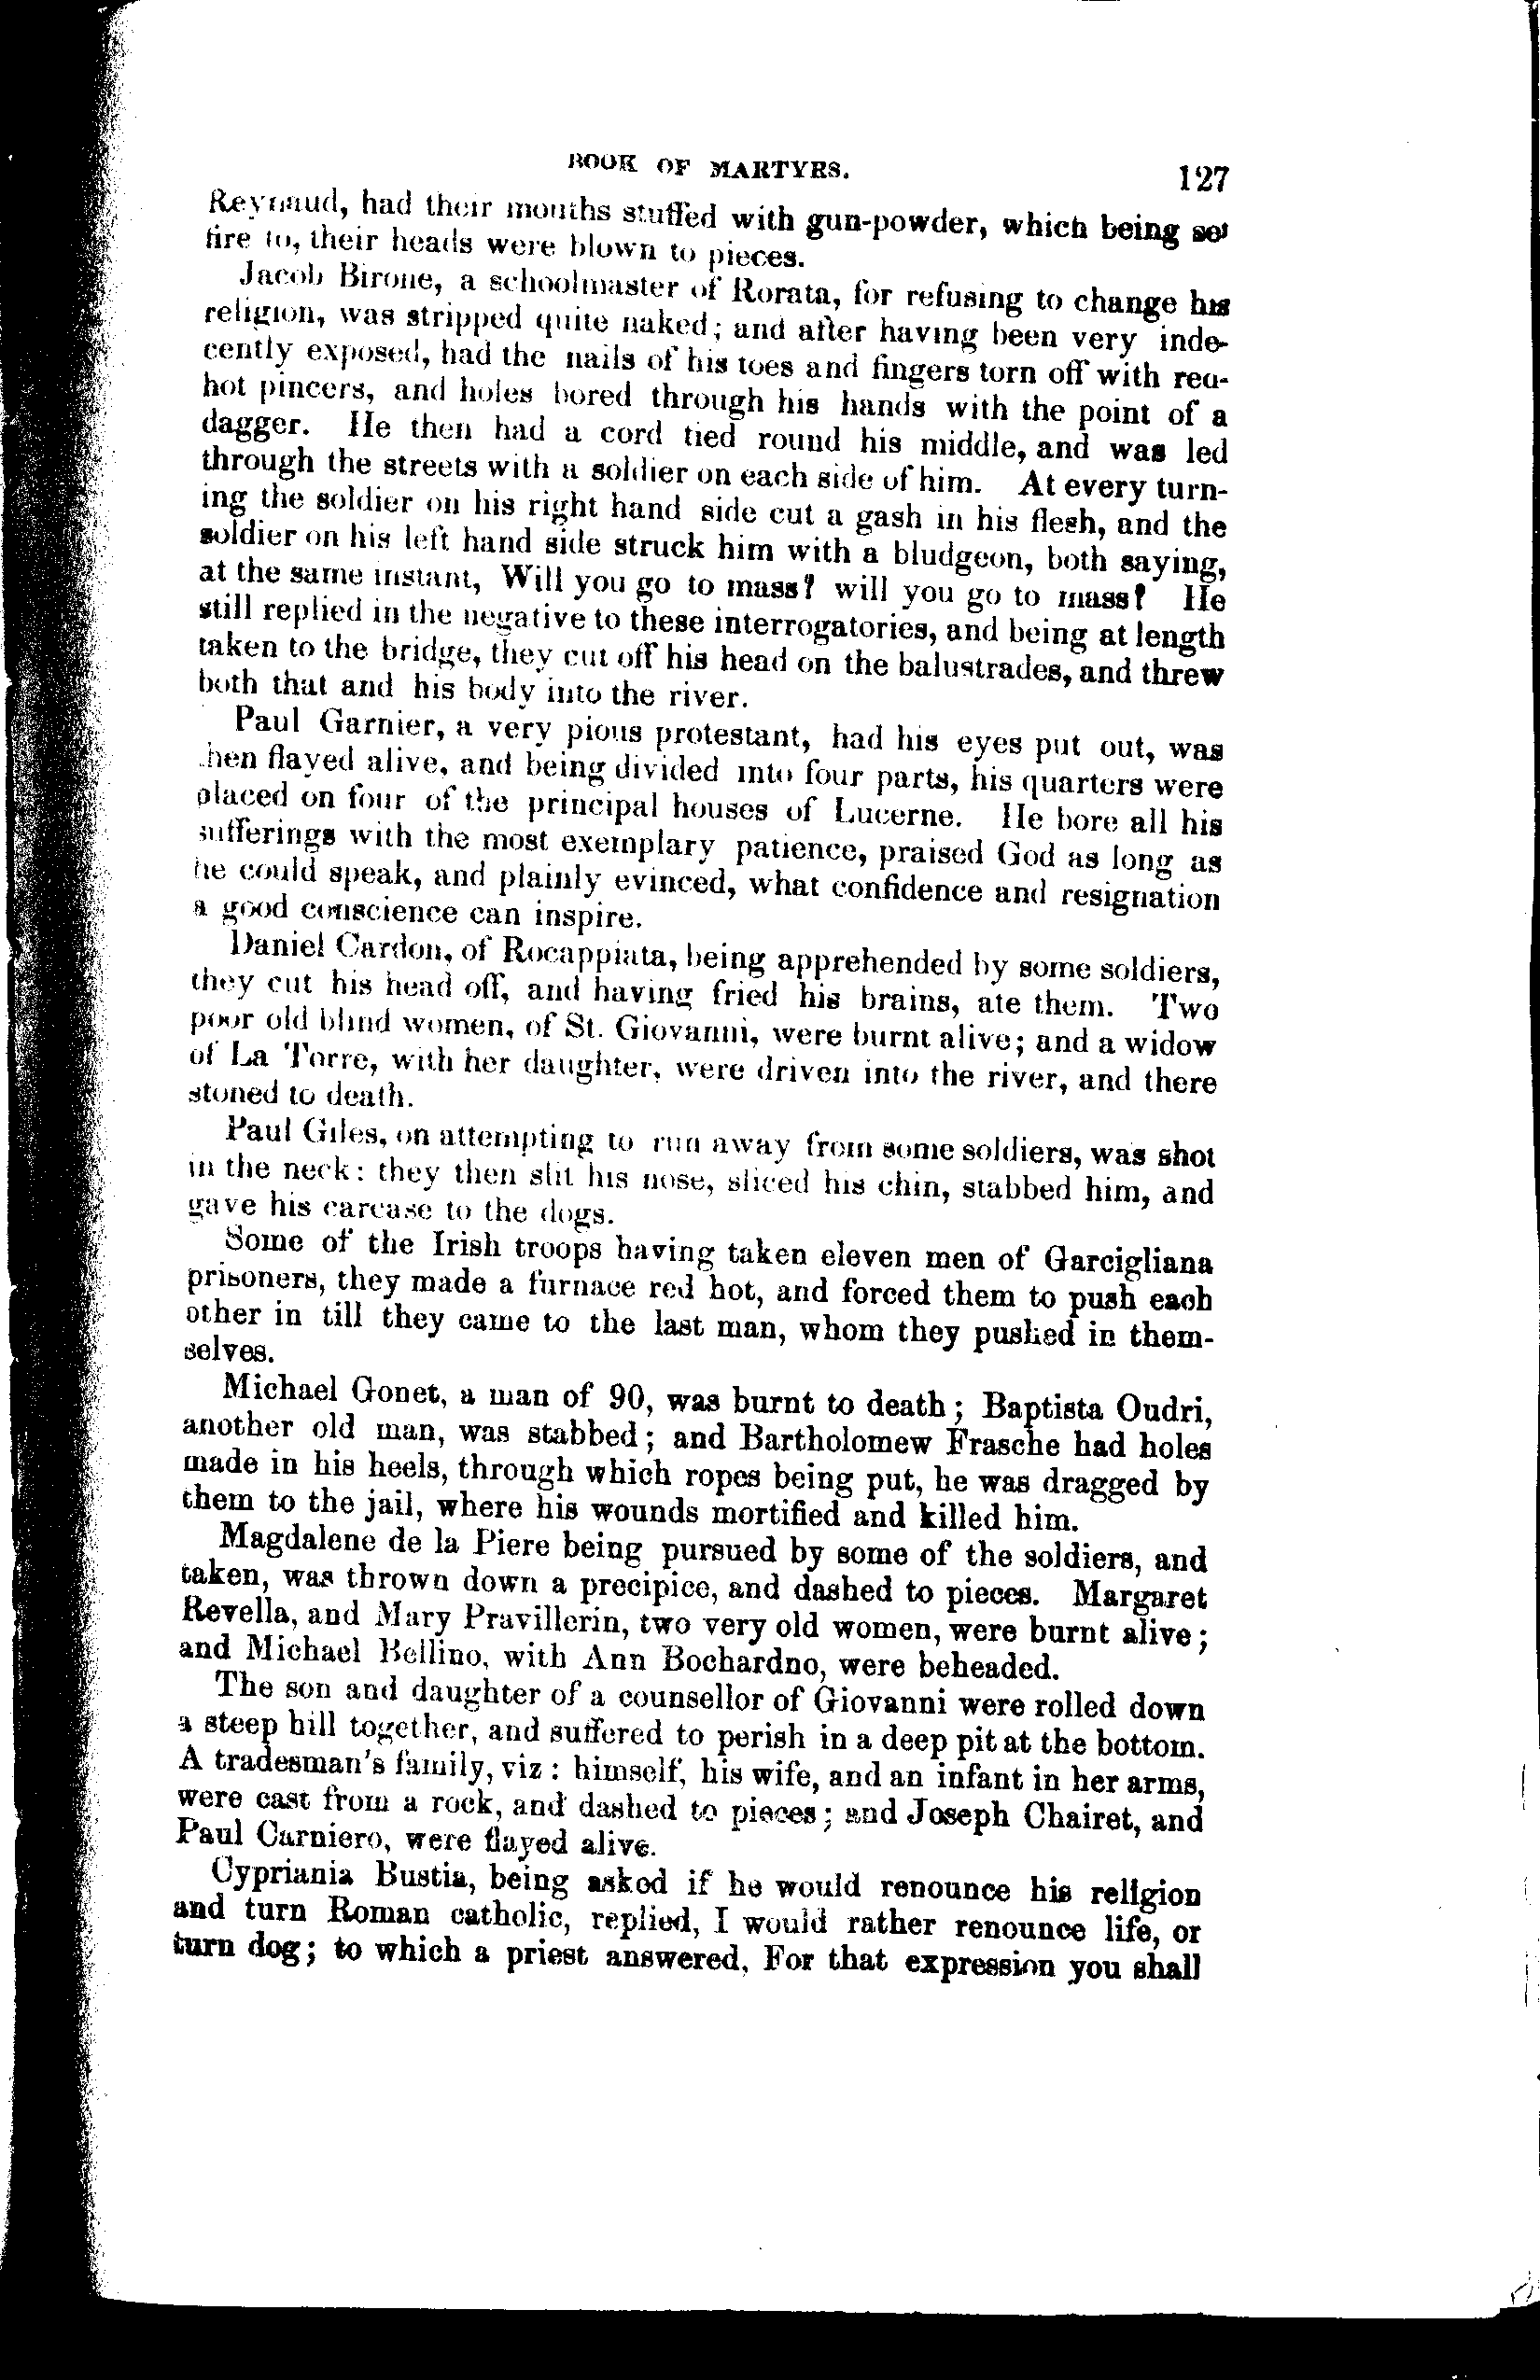 BOOK OF MARTYRS. 127
Reynaud, had their mouths stuffed with gun-powder, which being set
fire to, their heads were blown to pieces.
Jacob Birone, a schoolmaster of Rorata, for refusing to change his
religion, was stripped quite naked; and after having been very inde-
cently exposed, had the nails of his toes and fingers torn off with red-
hot pincers, and holes bored through his hands with the point of a
dagger. He then had a cord tied round his middle, and was led
through the streets with a soldier on each side of him. At every turn-
ing the soldier on his right hand side cut a gash in his flesh, and the
soldier on his left hand side struck him with a bludgeon, both saying,
at the same instant, Will you go to mass? will you go to mass? He
still replied in the negative to these interrogatories, and being at length
taken to the bridge, they cut off his head on the balustrades, and threw
both that and his body into the river.
Paul Garnier, a very pious protestant, had his eyes put out, was
then flayed alive, and being divided into four parts, his quarters were
placed on four of the principal houses of Lucerne. He bore all his
sufferings with the most exemplary patience, praised God as long as
he could speak, and plainly evinced, what confidence and resignation
a good conscience can inspire.
Daniel Cardon, of Rocappiata, being apprehended by some soldiers,
they cut his head off, and having fried his brains, ate them. Two
poor old blind women, of St. Giovanni, were burnt alive; and a widow
of La Torre, with her daughter, were driven into the river, and there
stoned to death.
Paul Giles, on attempting to run away from some soldiers, was shot
in the neck: they then slit his nose, sliced his chin, stabbed him, and
gave his carcase to the dogs.
Some of the Irish troops having taken eleven men of Garcigliana
prisoners, they made a furnace red hot, and forced them to push each
other in till they came to the last man, whom they pushed in them-
selves.
Michael Gonet, a man of 90, was burnt to death; Baptista Oudri,
another old man, was stabbed; and Bartholomew Frasche had holes
made in his heels, through which ropes being put, he was dragged by
them to the jail, where his wounds mortified and killed him.
Magdalene de la Piere being pursued by some of the soldiers, and
taken, was thrown down a precipice, and dashed to pieces. Margaret
Revella, and Mary Pravillerin, two very old women, were burnt alive;
and Michael Bellino, with Ann Bochardno, were beheaded.
The son and daughter of a counsellor of Giovanni were rolled down
a steep hill together, and suffered to perish in a deep pit at the bottom.
A tradesman's family, viz: himself, his wife, and an infant in her arms,
were cast from a rock, and dashed to pieces; and Joseph Chairet, and
Paul Carniero, were flayed alive.
Cypriania Bustia, being asked if he would renounce his religion
and turn Roman catholic, replied, I would rather renounce life, or
turn dog; to which a priest answered, For that expression you shall